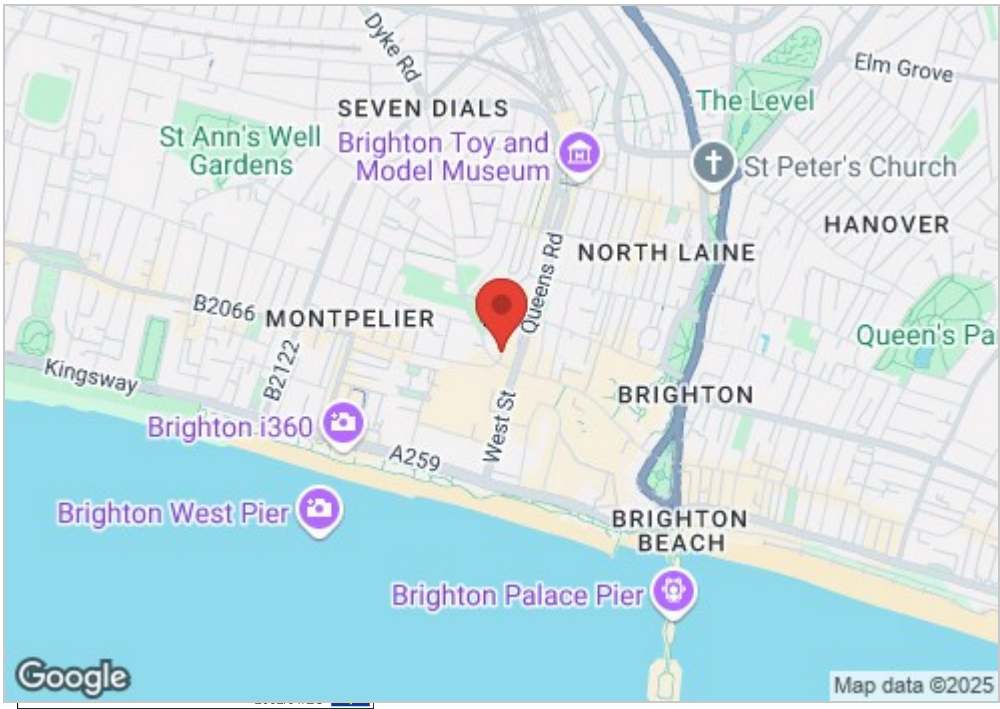 Dyke Rd
Elm Grove
SEVEN DIALS
The Level
St Ann's Well
Gardens
Brighton Toy and
Model Museum
St Peter's Church
HANOVER
NORTH LAINE
Queens Rd
B2066
MONTPELIER
Queen's Pa
Kingsway
B2122
BRIGHTON
West St
Brighton i360
A259
Brighton West Pier
BRIGHTON
BEACH
Brighton Palace Pier
Google
Map data ©2025